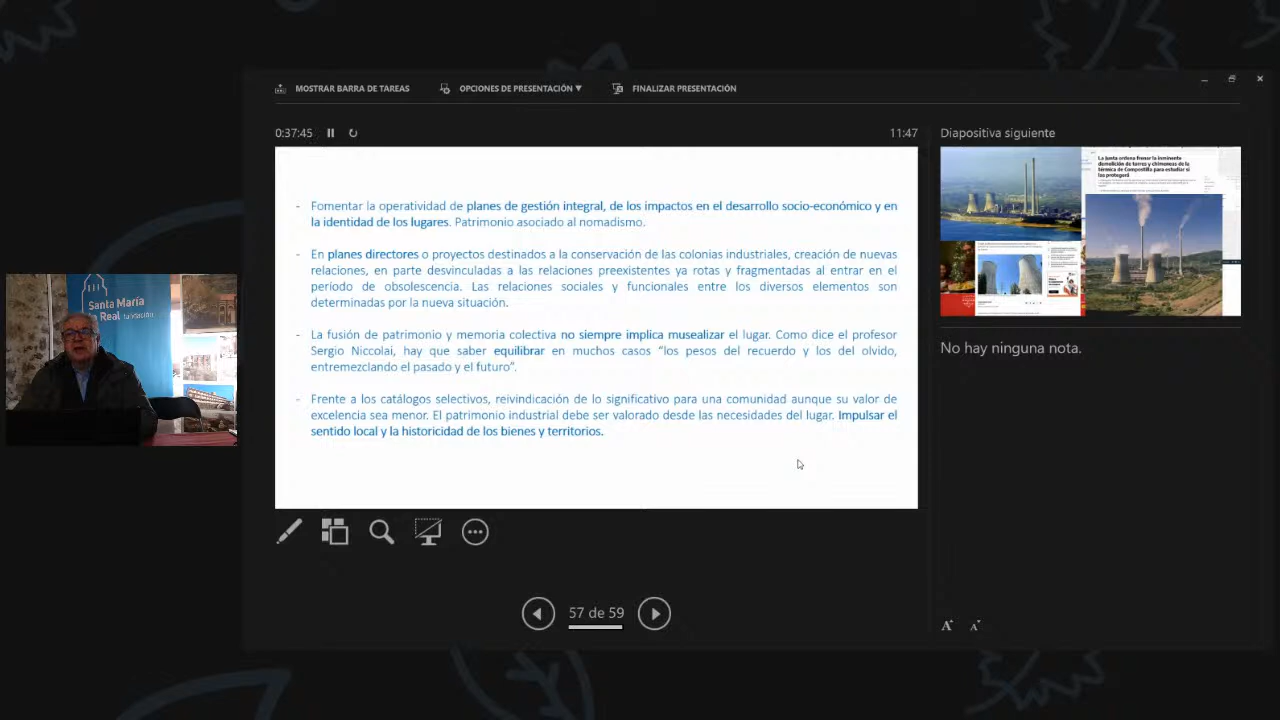 MOSTRAR BARRA DE TAREAS
OPCIONES DE PRESENTACIÓN ▼
FINALIZAR PRESENTACIÓN
0:37:45
11:47
- Fomentar la operatividad de planes de gestión integral, de los impactos en el desarrollo socio-económico y en
la identidad de los lugares. Patrimonio asociado al nomadismo.
- En planes directores o proyectos destinados a la conservación de las colonias industriales, creación de nuevas
relaciones, en parte desvinculadas a las relaciones preexistentes ya rotas y fragmentadas al entrar en el
período de obsolescencia. Las relaciones sociales y funcionales entre los diversos elementos son
determinadas por la nueva situación.
- La fusión de patrimonio y memoria colectiva no siempre implica musealizar el lugar. Como dice el profesor
Sergio Niccolai, hay que saber equilibrar en muchos casos “los pesos del recuerdo y los del olvido,
entremezclando el pasado y el futuro”.
- Frente a los catálogos selectivos, reivindicación de lo significativo para una comunidad aunque su valor de
excelencia sea menor. El patrimonio industrial debe ser valorado desde las necesidades del lugar. Impulsar el
sentido local y la historicidad de los bienes y territorios.
57 de 59
Diapositiva siguiente
La Junta ordena frenar la inminente
demolición de torres y chimeneas de la
térmica de Compostilla para estudiar si
las protegerá
No hay ninguna nota.
A
A
Santa María
la Real fundación